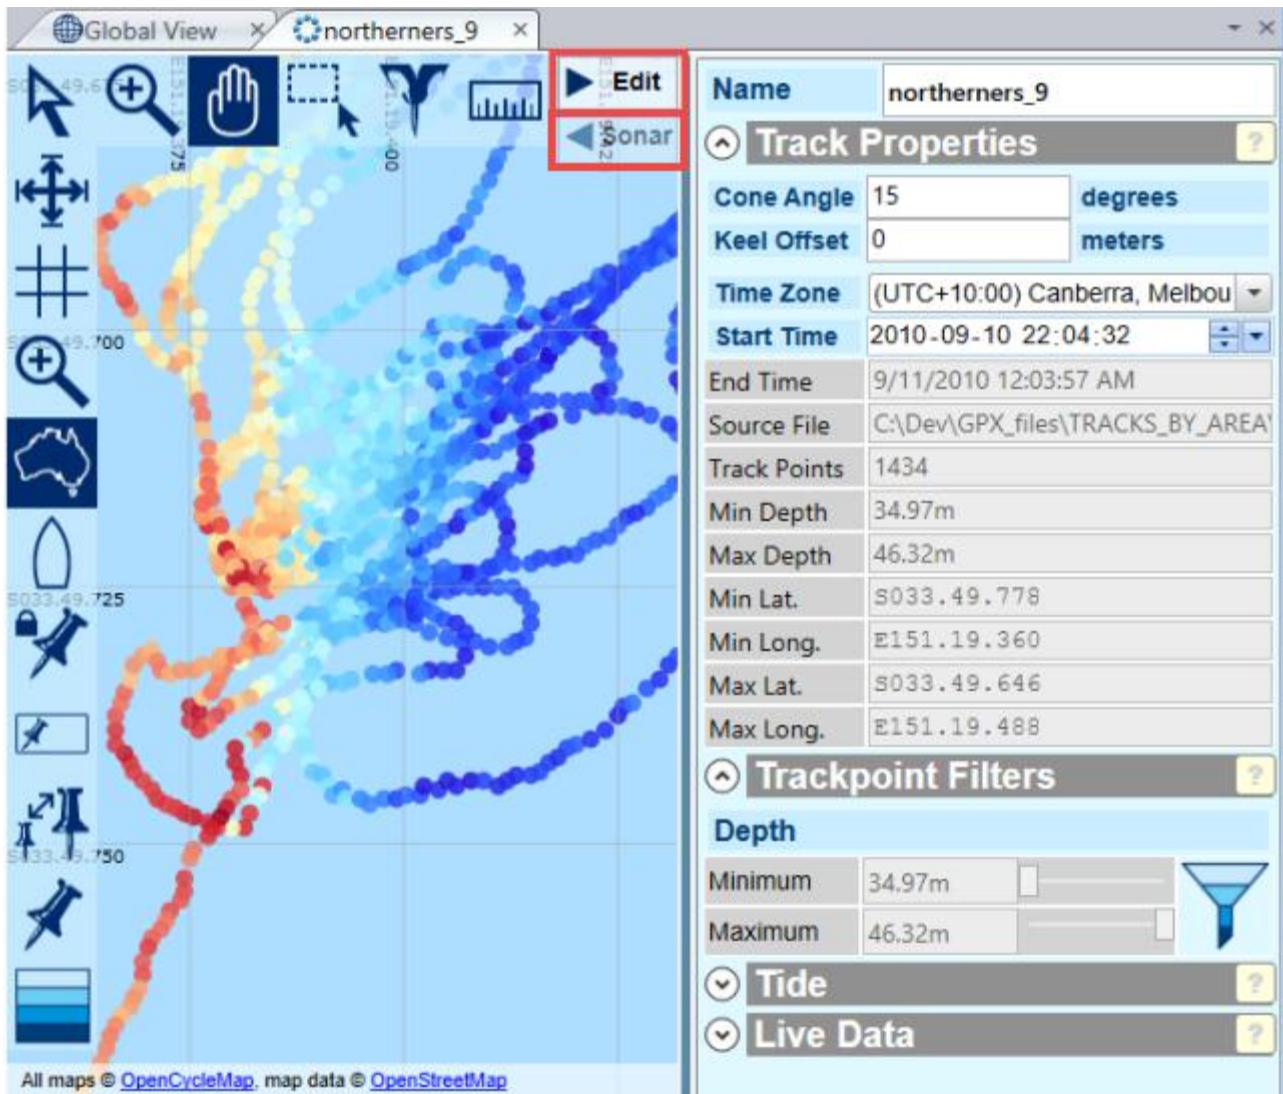 Global View × northerners_9 ×
Edit
Sonar
75
00
700
S033.49.725
S033.49.750
All maps © OpenCycleMap, map data © OpenStreetMap
Name northerners_9
Track Properties ?
Cone Angle 15 degrees
Keel Offset 0 meters
Time Zone (UTC+10:00) Canberra, Melbou
Start Time 2010-09-10 22:04:32
End Time 9/11/2010 12:03:57 AM
Source File C:\Dev\GPX_files\TRACKS_BY_AREA\
Track Points 1434
Min Depth 34.97m
Max Depth 46.32m
Min Lat. S033.49.778
Min Long. E151.19.360
Max Lat. S033.49.646
Max Long. E151.19.488
Trackpoint Filters ?
Depth
Minimum 34.97m
Maximum 46.32m
Tide ?
Live Data ?